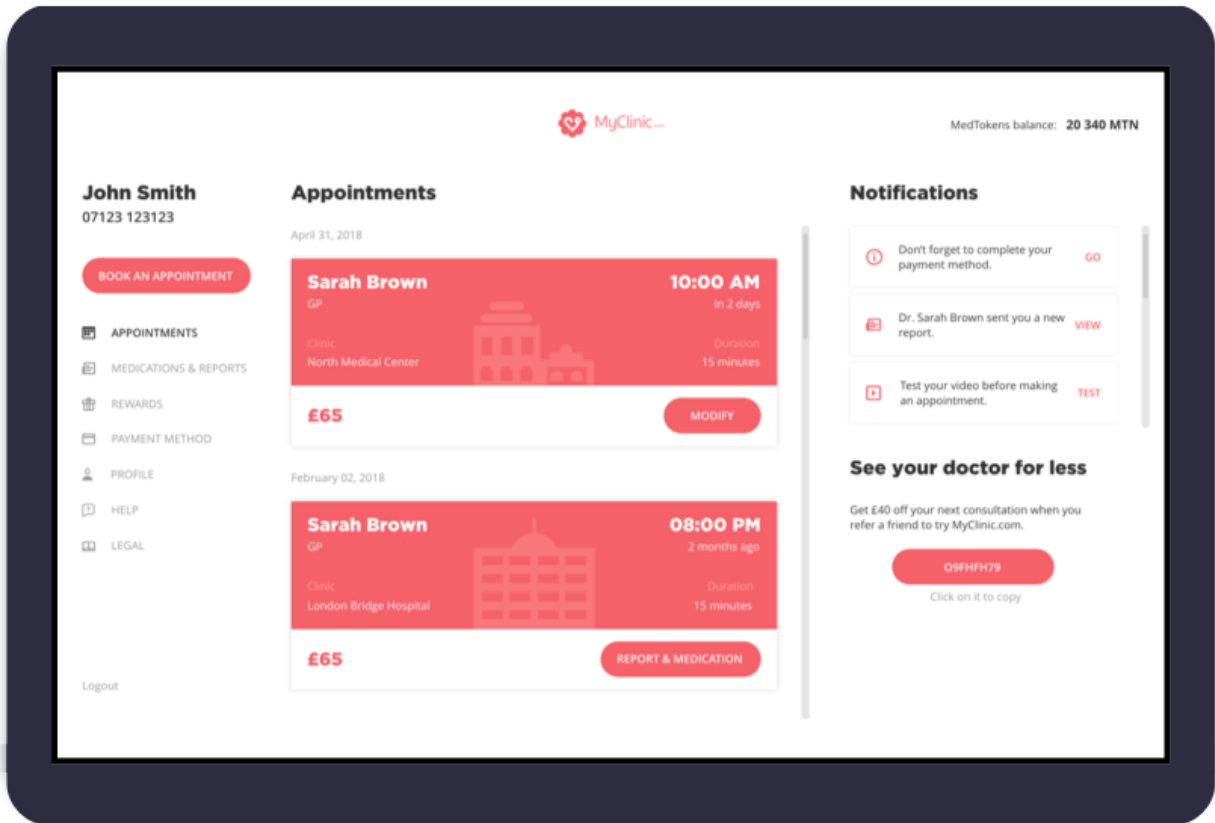 MyClinic.com
MedTokens balance: 20 340 MTN
John Smith
07123 123123
BOOK AN APPOINTMENT
APPOINTMENTS
MEDICATIONS & REPORTS
REWARDS
PAYMENT METHOD
PROFILE
HELP
LEGAL
Logout
Appointments
April 31, 2018
Sarah Brown
10:00 AM
GP
In 2 days
Clinic
Duration
North Medical Center
15 minutes
£65
MODIFY
February 02, 2018
Sarah Brown
08:00 PM
GP
2 months ago
Clinic
Duration
London Bridge Hospital
15 minutes
£65
REPORT & MEDICATION
Notifications
Don't forget to complete your
payment method.
GO
Dr. Sarah Brown sent you a new
report.
VIEW
Test your video before making
an appointment.
TEST
See your doctor for less
Get £40 off your next consultation when you
refer a friend to try MyClinic.com.
O9FHFH79
Click on it to copy